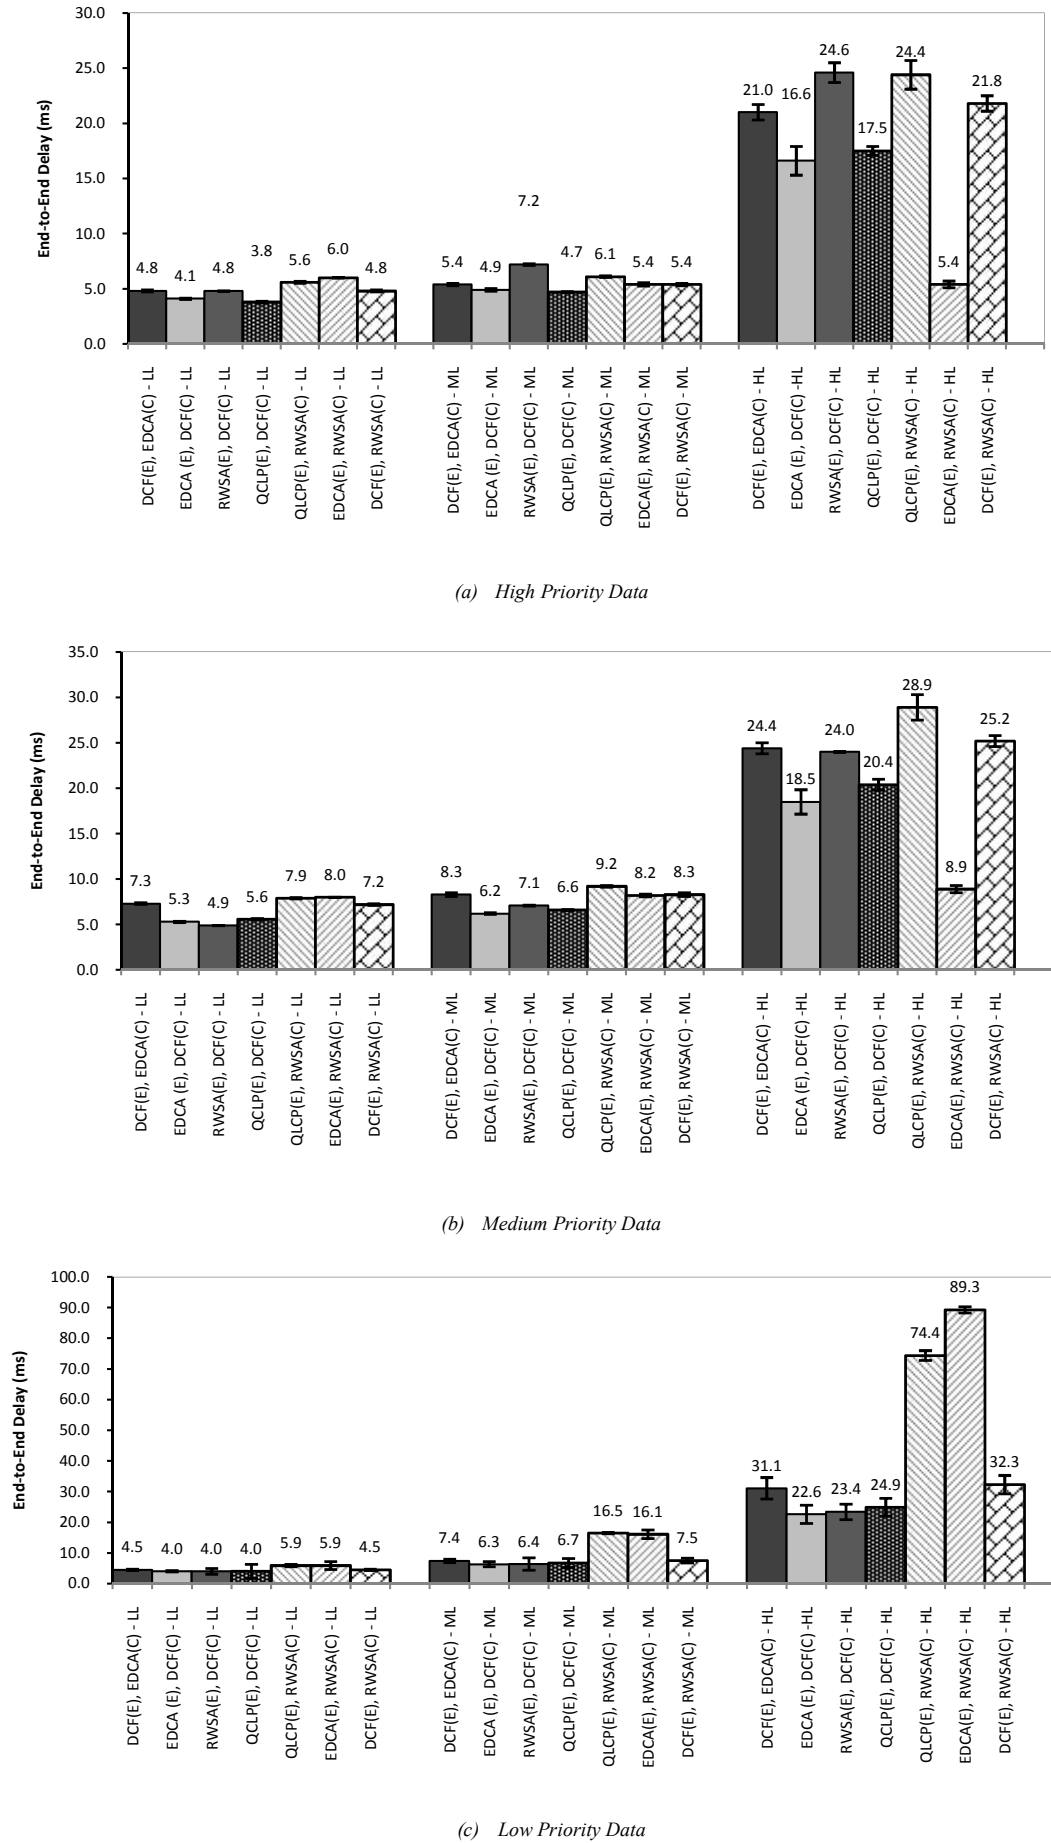 30.0
25.0
20.0
15.0
10.0
5.0
0.0
End-to-End Delay (ms)
4.8
4.1
4.8
3.8
5.6
6.0
4.8
5.4
4.9
7.2
4.7
6.1
5.4
5.4
21.0
16.6
24.6
17.5
24.4
5.4
21.8
DCF(E), EDCA(C) - LL
EDCA (E), DCF(C) - LL
RWSA(E), DCF(C) - LL
QCLP(E), DCF(C) - LL
QLCP(E), RWSA(C) - LL
EDCA(E), RWSA(C) - LL
DCF(E), RWSA(C) - LL
DCF(E), EDCA(C) - ML
EDCA (E), DCF(C) - ML
RWSA(E), DCF(C) - ML
QCLP(E), DCF(C) - ML
QLCP(E), RWSA(C) - ML
EDCA(E), RWSA(C) - ML
DCF(E), RWSA(C) - ML
DCF(E), EDCA(C) - HL
EDCA (E), DCF(C) -HL
RWSA(E), DCF(C) - HL
QCLP(E), DCF(C) - HL
QLCP(E), RWSA(C) - HL
EDCA(E), RWSA(C) - HL
DCF(E), RWSA(C) - HL
(a) High Priority Data
35.0
30.0
25.0
20.0
15.0
10.0
5.0
0.0
End-to-End Delay (ms)
7.3
5.3
4.9
5.6
7.9
8.0
7.2
8.3
6.2
7.1
6.6
9.2
8.2
8.3
24.4
18.5
24.0
20.4
28.9
8.9
25.2
DCF(E), EDCA(C) - LL
EDCA (E), DCF(C) - LL
RWSA(E), DCF(C) - LL
QCLP(E), DCF(C) - LL
QLCP(E), RWSA(C) - LL
EDCA(E), RWSA(C) - LL
DCF(E), RWSA(C) - LL
DCF(E), EDCA(C) - ML
EDCA (E), DCF(C) - ML
RWSA(E), DCF(C) - ML
QCLP(E), DCF(C) - ML
QLCP(E), RWSA(C) - ML
EDCA(E), RWSA(C) - ML
DCF(E), RWSA(C) - ML
DCF(E), EDCA(C) - HL
EDCA (E), DCF(C) -HL
RWSA(E), DCF(C) - HL
QCLP(E), DCF(C) - HL
QLCP(E), RWSA(C) - HL
EDCA(E), RWSA(C) - HL
DCF(E), RWSA(C) - HL
(b) Medium Priority Data
100.0
90.0
80.0
70.0
60.0
50.0
40.0
30.0
20.0
10.0
0.0
End-to-End Delay (ms)
4.5
4.0
4.0
4.0
5.9
5.9
4.5
7.4
6.3
6.4
6.7
16.5
16.1
7.5
31.1
22.6
23.4
24.9
74.4
89.3
32.3
DCF(E), EDCA(C) - LL
EDCA (E), DCF(C) - LL
RWSA(E), DCF(C) - LL
QCLP(E), DCF(C) - LL
QLCP(E), RWSA(C) - LL
EDCA(E), RWSA(C) - LL
DCF(E), RWSA(C) - LL
DCF(E), EDCA(C) - ML
EDCA (E), DCF(C) - ML
RWSA(E), DCF(C) - ML
QCLP(E), DCF(C) - ML
QLCP(E), RWSA(C) - ML
EDCA(E), RWSA(C) - ML
DCF(E), RWSA(C) - ML
DCF(E), EDCA(C) - HL
EDCA (E), DCF(C) -HL
RWSA(E), DCF(C) - HL
QCLP(E), DCF(C) - HL
QLCP(E), RWSA(C) - HL
EDCA(E), RWSA(C) - HL
DCF(E), RWSA(C) - HL
(c) Low Priority Data